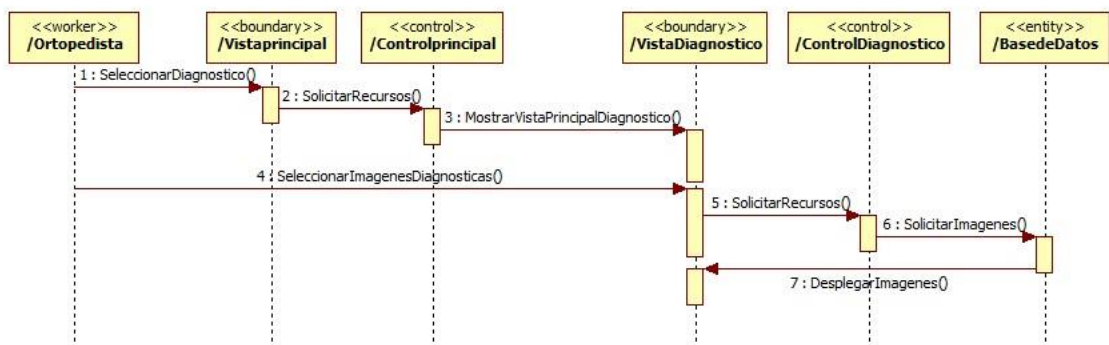 <<worker>>
/Ortopedista
<<boundary>>
/Vistaprincipal
<<control>>
/Controlprincipal
<<boundary>>
/VistaDiagnostico
<<control>>
/ControlDiagnostico
<<entity>>
/BasedeDatos
1 : SeleccionarDiagnostico()
2 : SolicitarRecursos()
3 : MostrarVistaPrincipalDiagnostico()
4 : SeleccionarImagenesDiagnosticas()
5 : SolicitarRecursos()
6 : SolicitarImagenes()
7 : DesplegarImagenes()